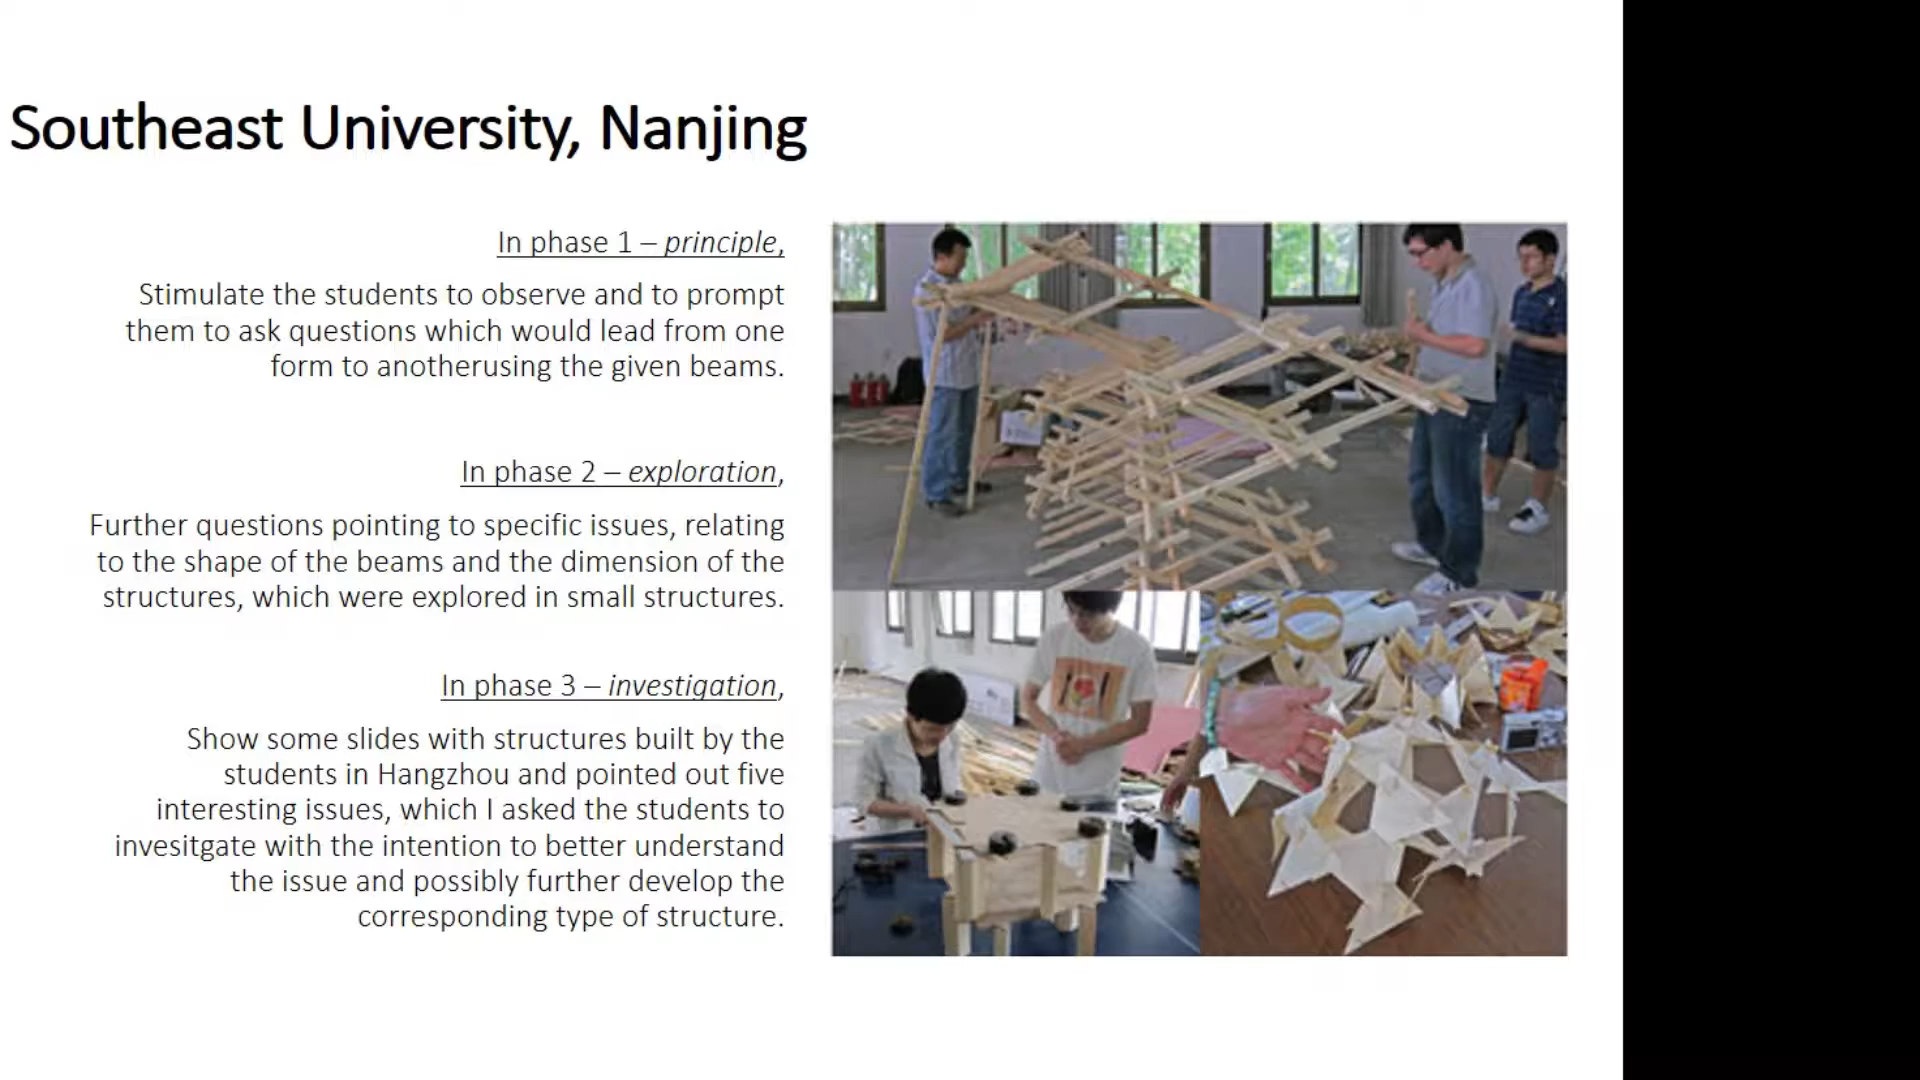 Southeast University, Nanjing
In phase 1 – principle,
Stimulate the students to observe and to prompt
them to ask questions which would lead from one
form to anotherusing the given beams.
In phase 2 – exploration,
Further questions pointing to specific issues, relating
to the shape of the beams and the dimension of the
structures, which were explored in small structures.
In phase 3 – investigation,
Show some slides with structures built by the
students in Hangzhou and pointed out five
interesting issues, which I asked the students to
invesitgate with the intention to better understand
the issue and possibly further develop the
corresponding type of structure.